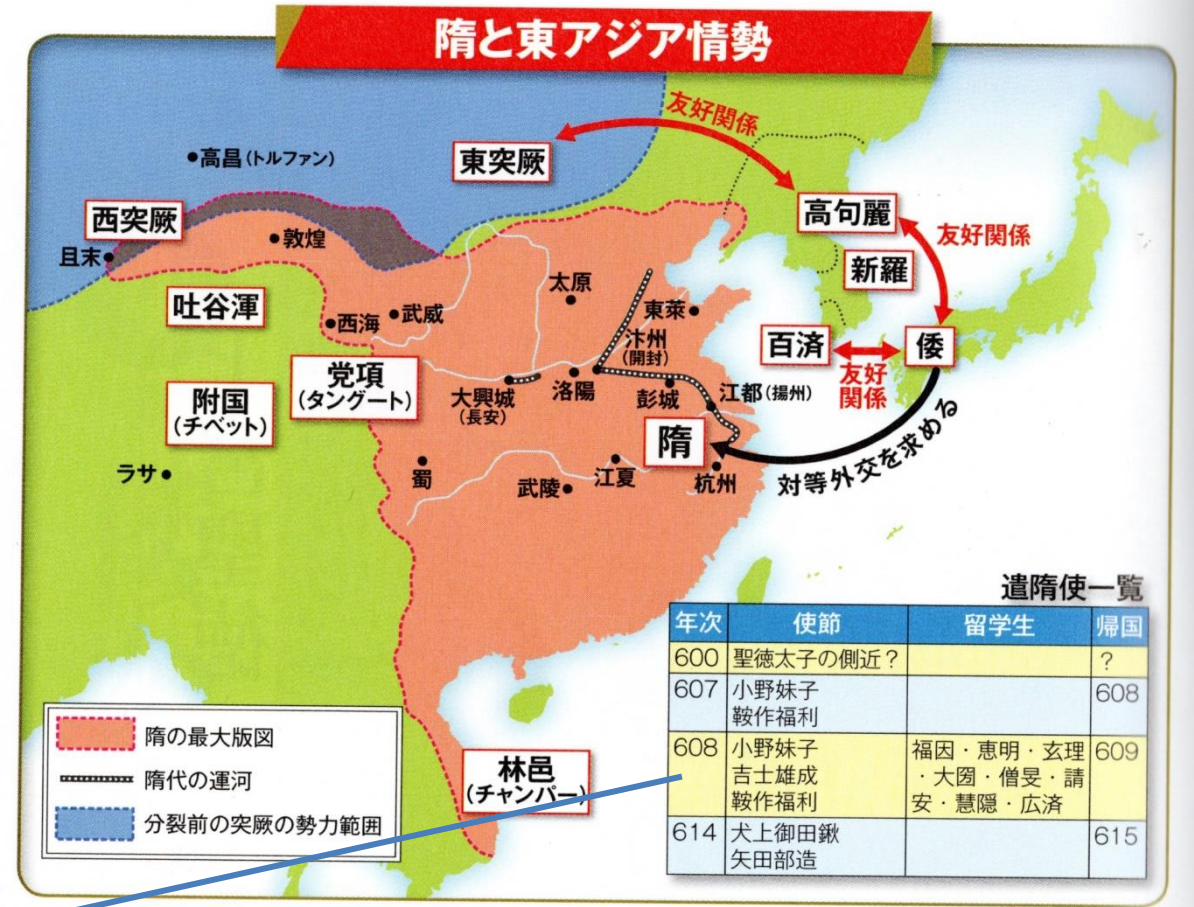 隋と東アジア情勢
友好関係
高昌(トルファン)
東突厥
西突厥
高句麗
敦煌
友好関係
且末
新羅
太原
吐谷渾
西海
武威
東萊
汴州
(開封)
百済
倭
党項
(タングート)
友好
関係
洛陽
大興城
(長安)
彭城
江都(揚州)
附国
(チベット)
隋
対等外交を求める
ラサ
蜀
武陵
江夏
杭州
遣隋使一覧
年次 使節 留学生 帰国
600 聖徳太子の側近? ?
607 小野妹子 608
鞍作福利
608 小野妹子 福因・恵明・玄理 609
吉士雄成 ・大圀・僧旻・請
鞍作福利 安・慧隠・広済
614 犬上御田鍬 615
矢田部造
隋の最大版図
隋代の運河
分裂前の突厥の勢力範囲
林邑
(チャンパー)